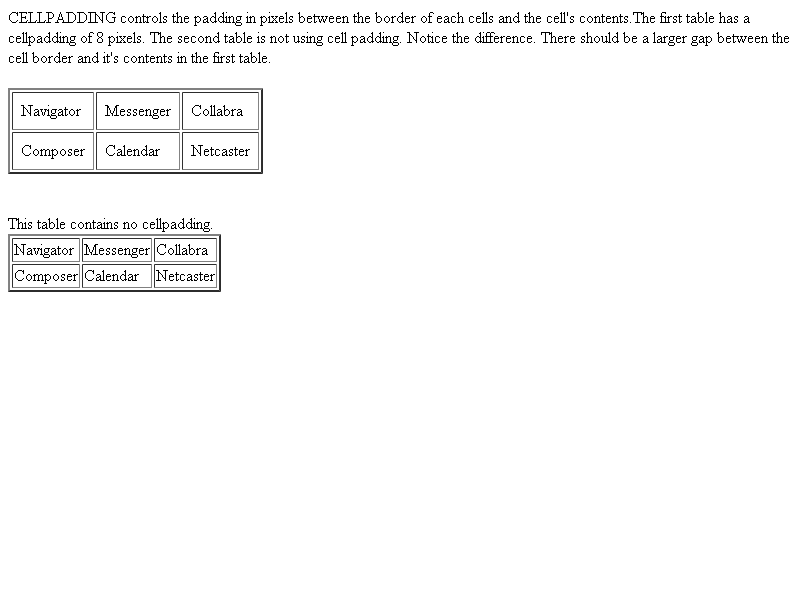 CELLPADDING controls the padding in pixels between the border of each cells and the cell's contents.The first table has a
cellpadding of 8 pixels. The second table is not using cell padding. Notice the difference. There should be a larger gap between the
cell border and it's contents in the first table.
Navigator Messenger Collabra
Composer Calendar Netcaster
This table contains no cellpadding.
Navigator Messenger Collabra
Composer Calendar Netcaster